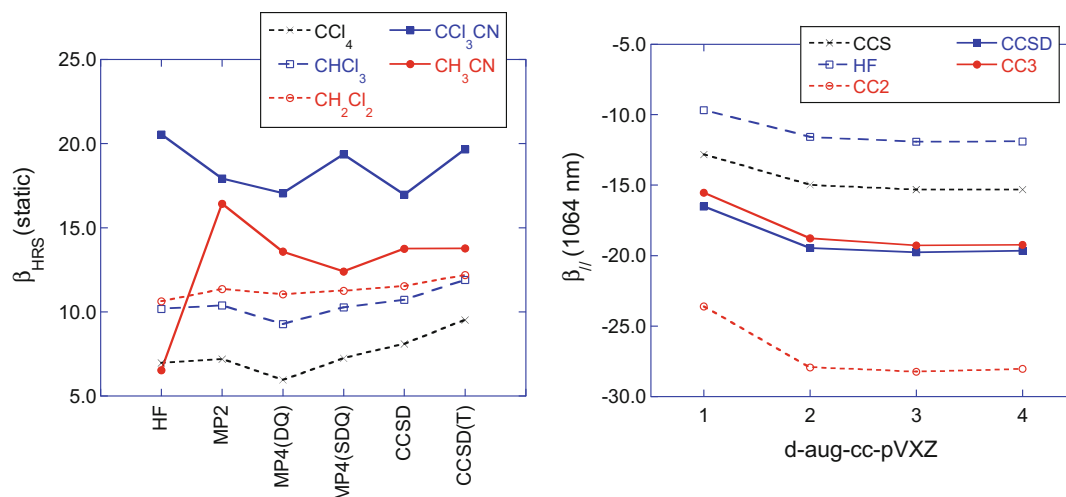 CCl4
CHCl3
CH2Cl2
CCl3CN
CH3CN
25.0
20.0
15.0
10.0
5.0
βHRS(static)
HF
MP2
MP4(DQ)
MP4(SDQ)
CCSD
CCSD(T)
CCS
HF
CC2
CCSD
CC3
-5.0
-10.0
-15.0
-20.0
-25.0
-30.0
β// (1064 nm)
1 2 3 4
d-aug-cc-pVXZ